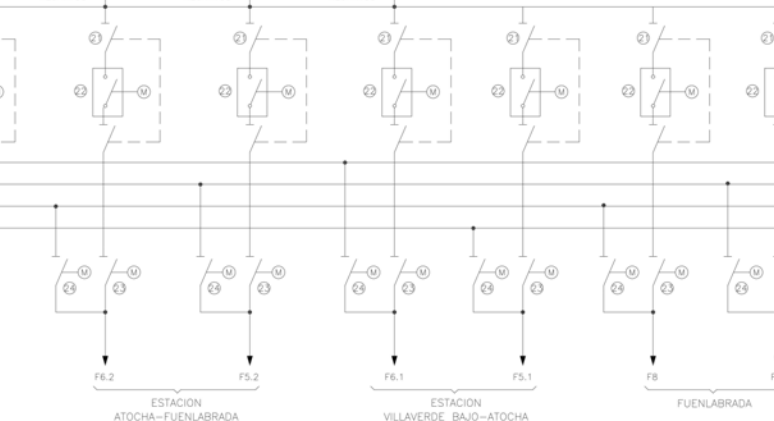 21 21 21 21 21 21
22 M 22 M 22 M 22 M 22 M 22
M M M M M M M M M M M
24 23 24 23 24 23 24 23 24 23 24
F6.2 F5.2 F6.1 F5.1 F8
ESTACION ESTACION FUENLABRADA
ATOCHA-FUENLABRADA VILLAVERDE BAJO-ATOCHA